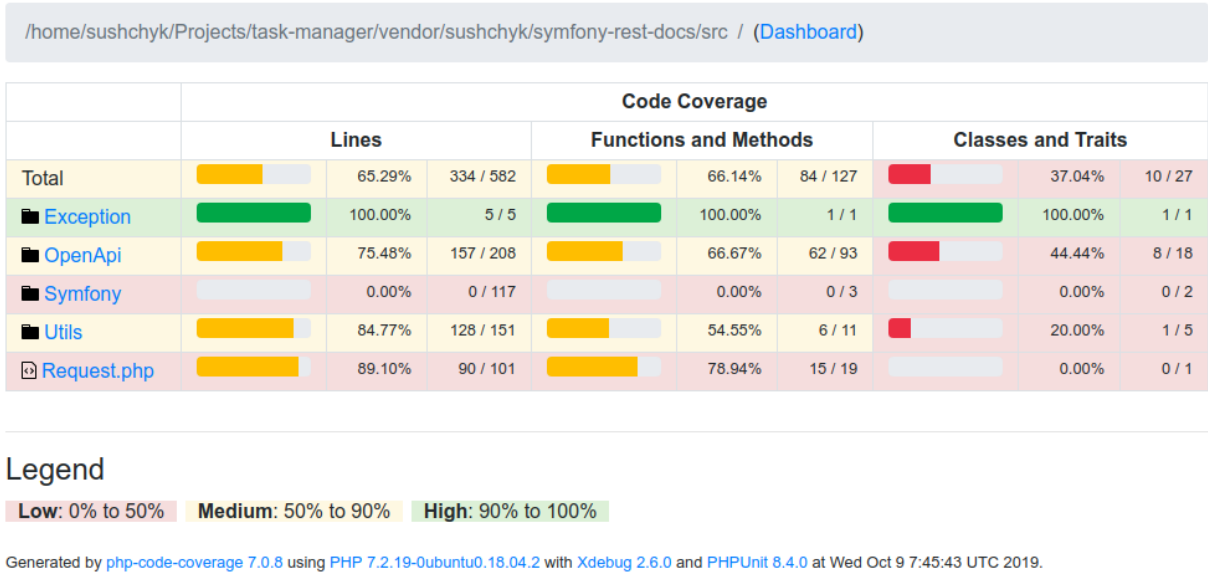 /home/sushchyk/Projects/task-manager/vendor/sushchyk/symfony-rest-docs/src / (Dashboard)
Code Coverage
Lines Functions and Methods Classes and Traits
Total 65.29% 334 / 582 66.14% 84 / 127 37.04% 10 / 27
Exception 100.00% 5 / 5 100.00% 1 / 1 100.00% 1 / 1
OpenApi 75.48% 157 / 208 66.67% 62 / 93 44.44% 8 / 18
Symfony 0.00% 0 / 117 0.00% 0 / 3 0.00% 0 / 2
Utils 84.77% 128 / 151 54.55% 6 / 11 20.00% 1 / 5
Request.php 89.10% 90 / 101 78.94% 15 / 19 0.00% 0 / 1
Legend
Low: 0% to 50% Medium: 50% to 90% High: 90% to 100%
Generated by php-code-coverage 7.0.8 using PHP 7.2.19-0ubuntu0.18.04.2 with Xdebug 2.6.0 and PHPUnit 8.4.0 at Wed Oct 9 7:45:43 UTC 2019.